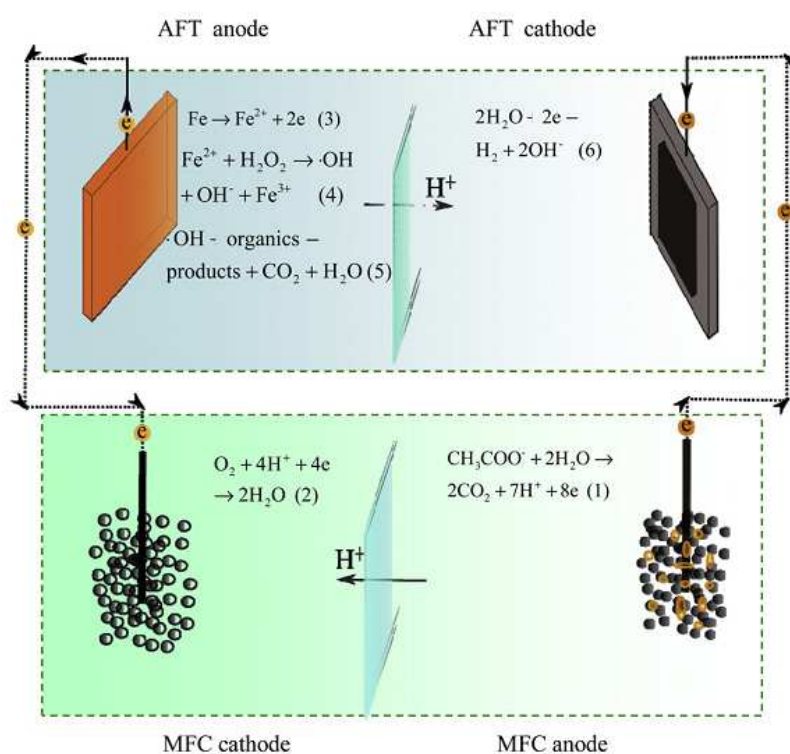 AFT anode
AFT cathode
e
e
Fe → Fe²⁺ + 2e (3)
Fe²⁺ + H₂O₂ → ·OH
+ OH⁻ + Fe³⁺ (4)
·OH - organics –
products + CO₂ + H₂O (5)
H⁺
2H₂O - 2e –
H₂ + 2OH⁻ (6)
e
e
e
e
O₂ + 4H⁺ + 4e
→ 2H₂O (2)
H⁺
CH₃COO⁻ + 2H₂O →
2CO₂ + 7H⁺ + 8e (1)
MFC cathode
MFC anode